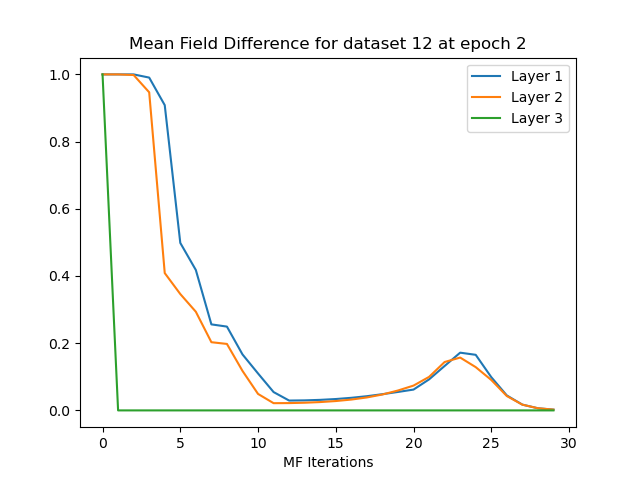 Mean Field Difference for dataset 12 at epoch 2
Layer 1
Layer 2
Layer 3
1.0
0.8
0.6
0.4
0.2
0.0
0 5 10 15 20 25 30
MF Iterations